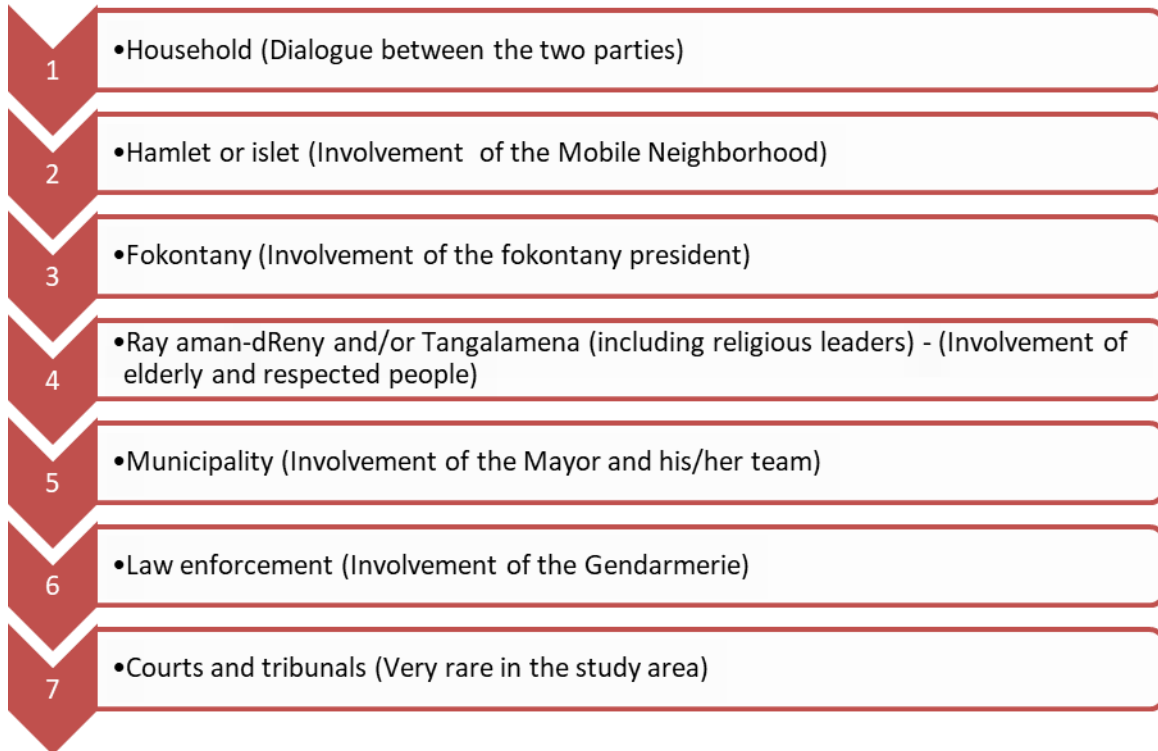 1
•Household (Dialogue between the two parties)
2
•Hamlet or islet (Involvement  of the Mobile Neighborhood)
3
•Fokontany (Involvement of the fokontany president)
4
•Ray aman-dReny and/or Tangalamena (including religious leaders) - (Involvement of
elderly and respected people)
5
•Municipality (Involvement of the Mayor and his/her team)
6
•Law enforcement (Involvement of the Gendarmerie)
7
•Courts and tribunals (Very rare in the study area)